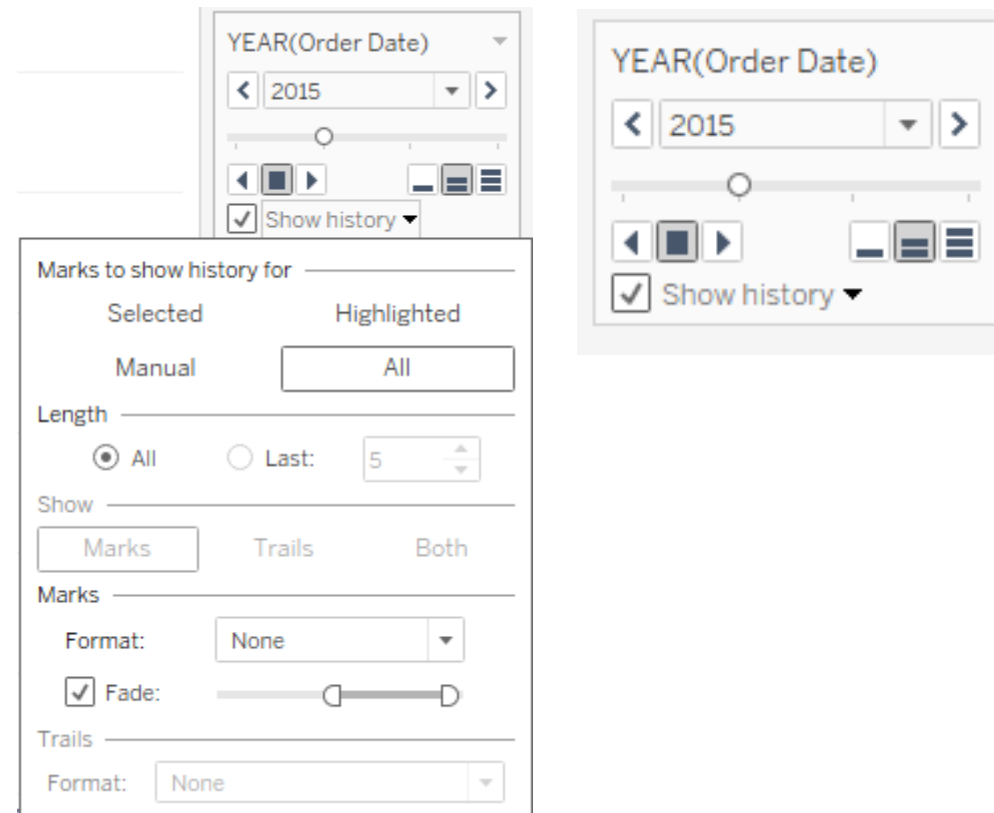 YEAR(Order Date)
2015
Show history
Marks to show history for
Selected Highlighted
Manual All
Length
All Last: 5
Show
Marks Trails Both
Marks
Format: None
Fade:
Trails
Format: None
YEAR(Order Date)
2015
Show history